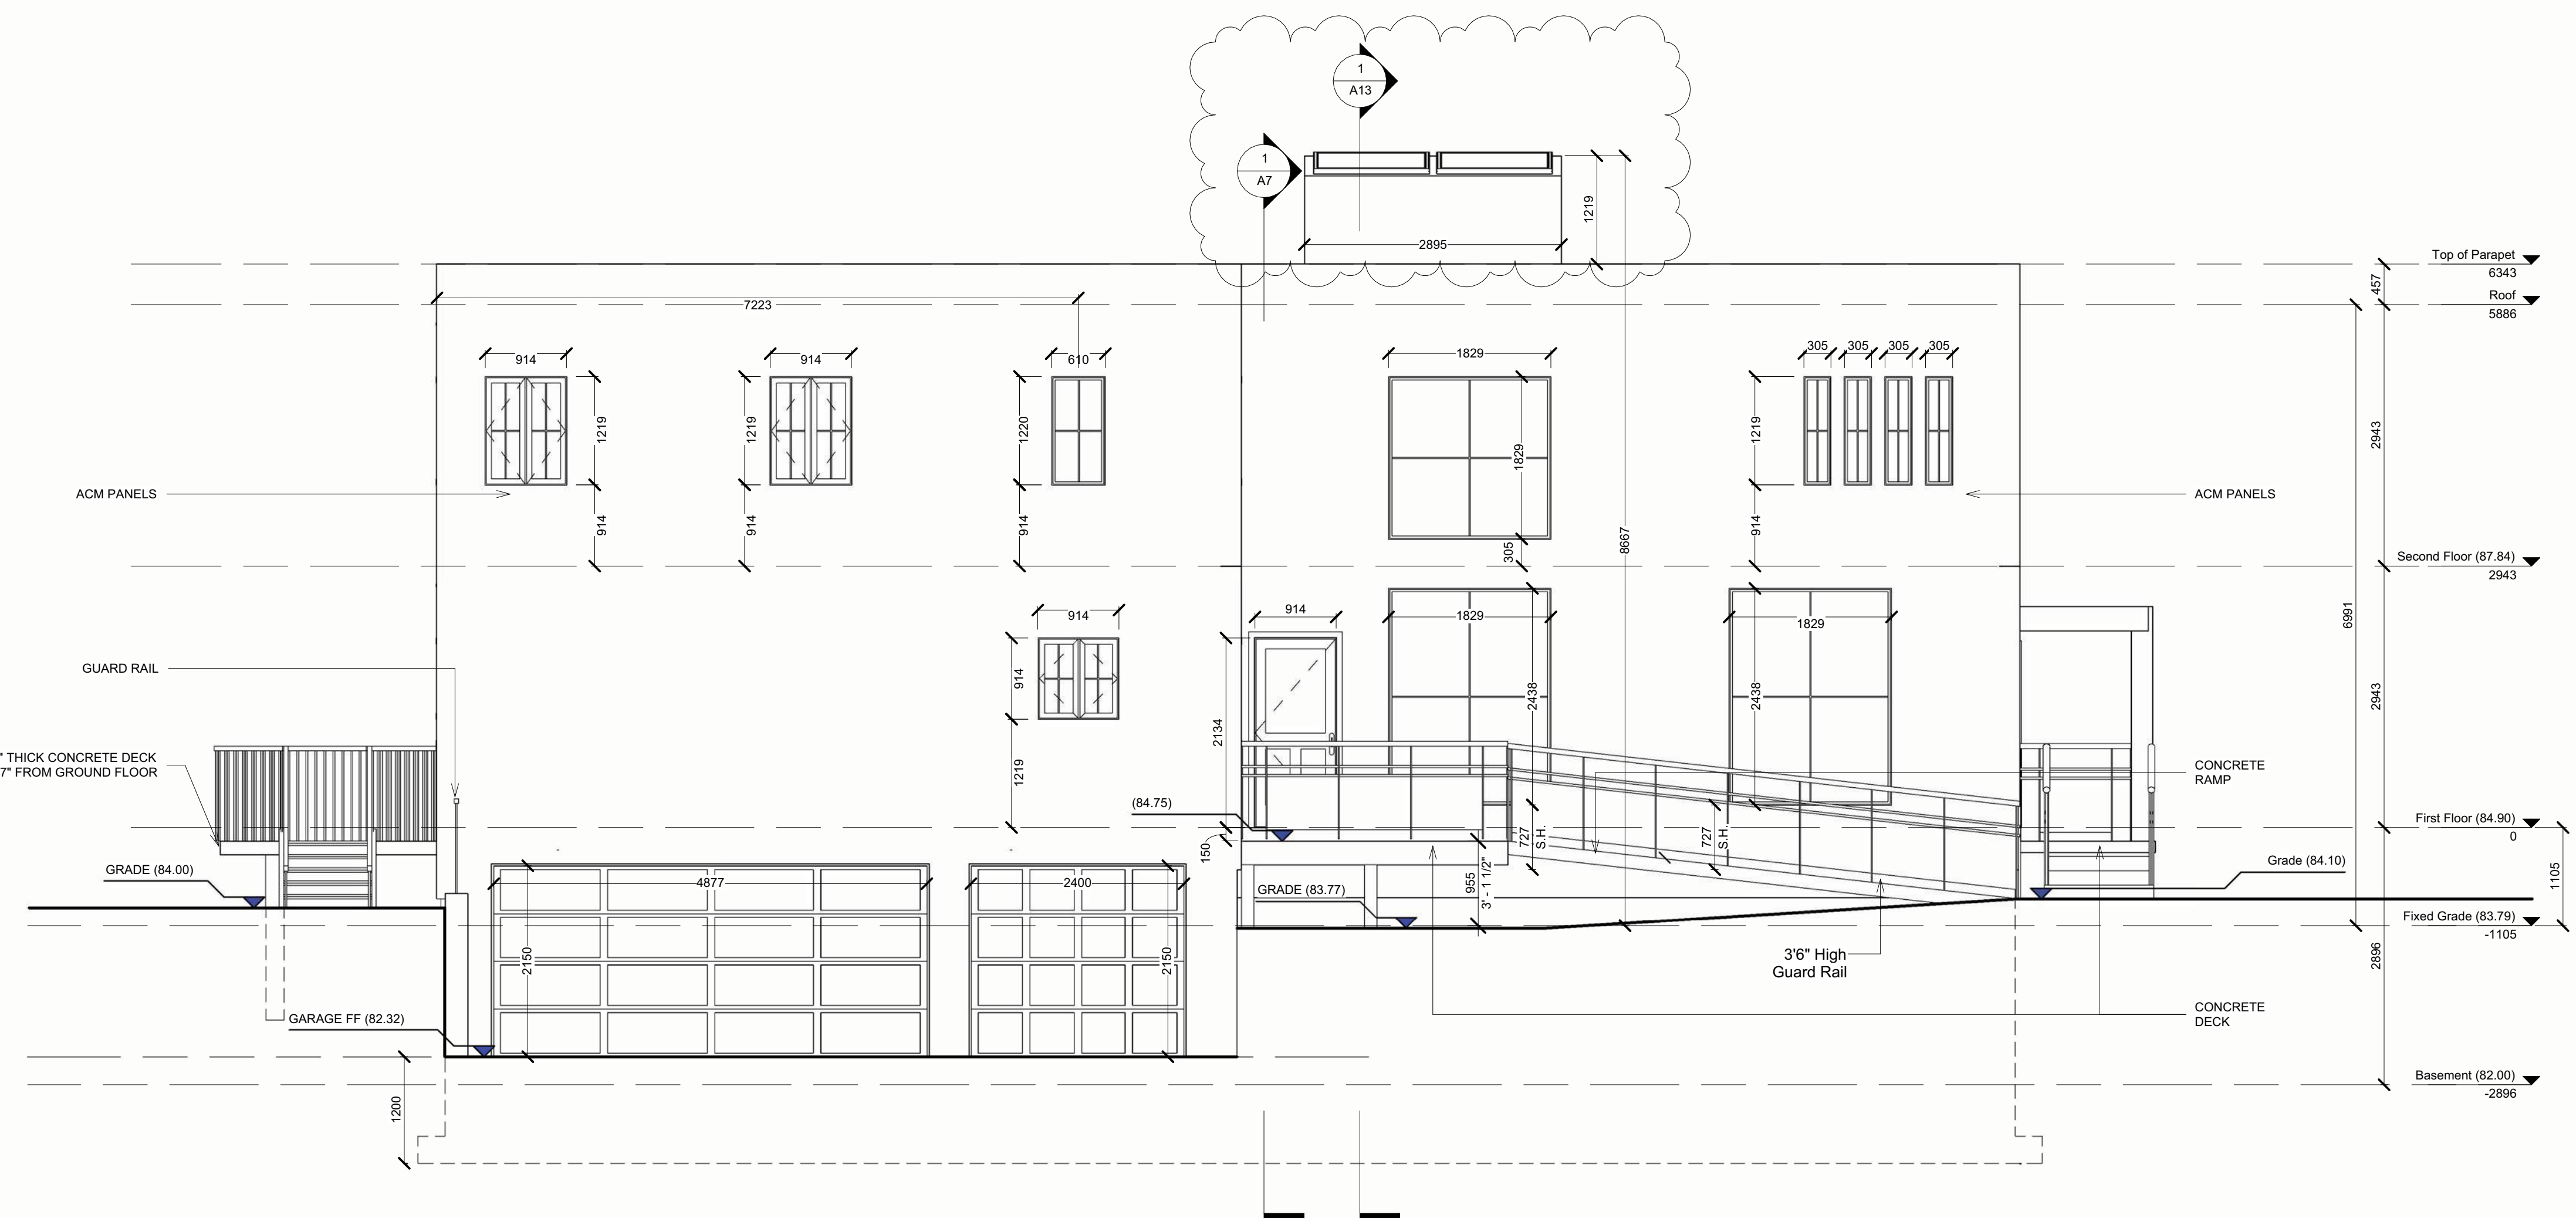 1
A13
1
A7
1219
2895
Top of Parapet
6343
457
Roof
5886
7223
914
914
610
1829
305
305
305
305
1219
1219
1220
1829
1219
2943
ACM PANELS
ACM PANELS
914
914
914
305
914
8667
Second Floor (87.84)
2943
914
914
1829
1829
6991
GUARD RAIL
914
2134
2438
2438
2943
" THICK CONCRETE DECK
7" FROM GROUND FLOOR
1219
CONCRETE
RAMP
(84.75)
First Floor (84.90)
0
150
727
S.H.
727
S.H.
GRADE (84.00)
Grade (84.10)
4877
2400
955
3' - 1 1/2"
GRADE (83.77)
1105
Fixed Grade (83.79)
-1105
2150
2150
3'6" High
Guard Rail
2896
GARAGE FF (82.32)
CONCRETE
DECK
Basement (82.00)
-2896
1200